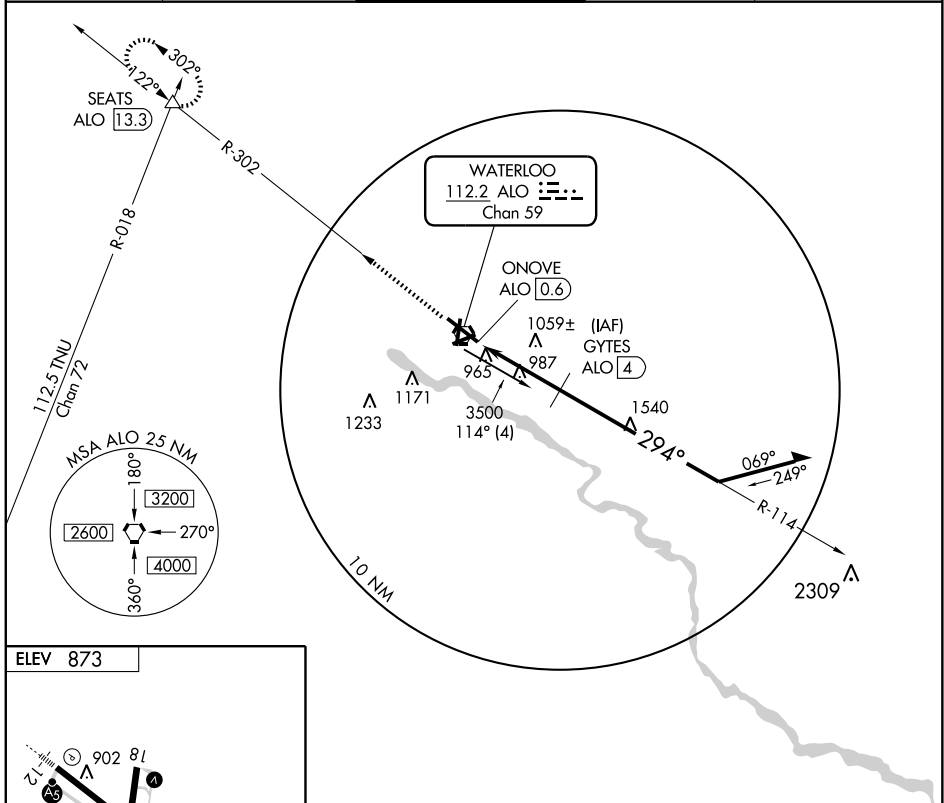 302°
122°
SEATS
ALO 13.3
R-302
R-018
WATERLOO
112.2 ALO
Chan 59
ONOVE
ALO 0.6
1059± (IAF)
GYTES
ALO 4
965
987
1171
1233
3500
114° (4)
1540
294°
069°
249°
R-114
2309
112.5 TNU
Chan 72
MSA ALO 25 NM
180°
3200
2600
270°
4000
360°
10 NM
ELEV 873
P
902
18
12
A5
V